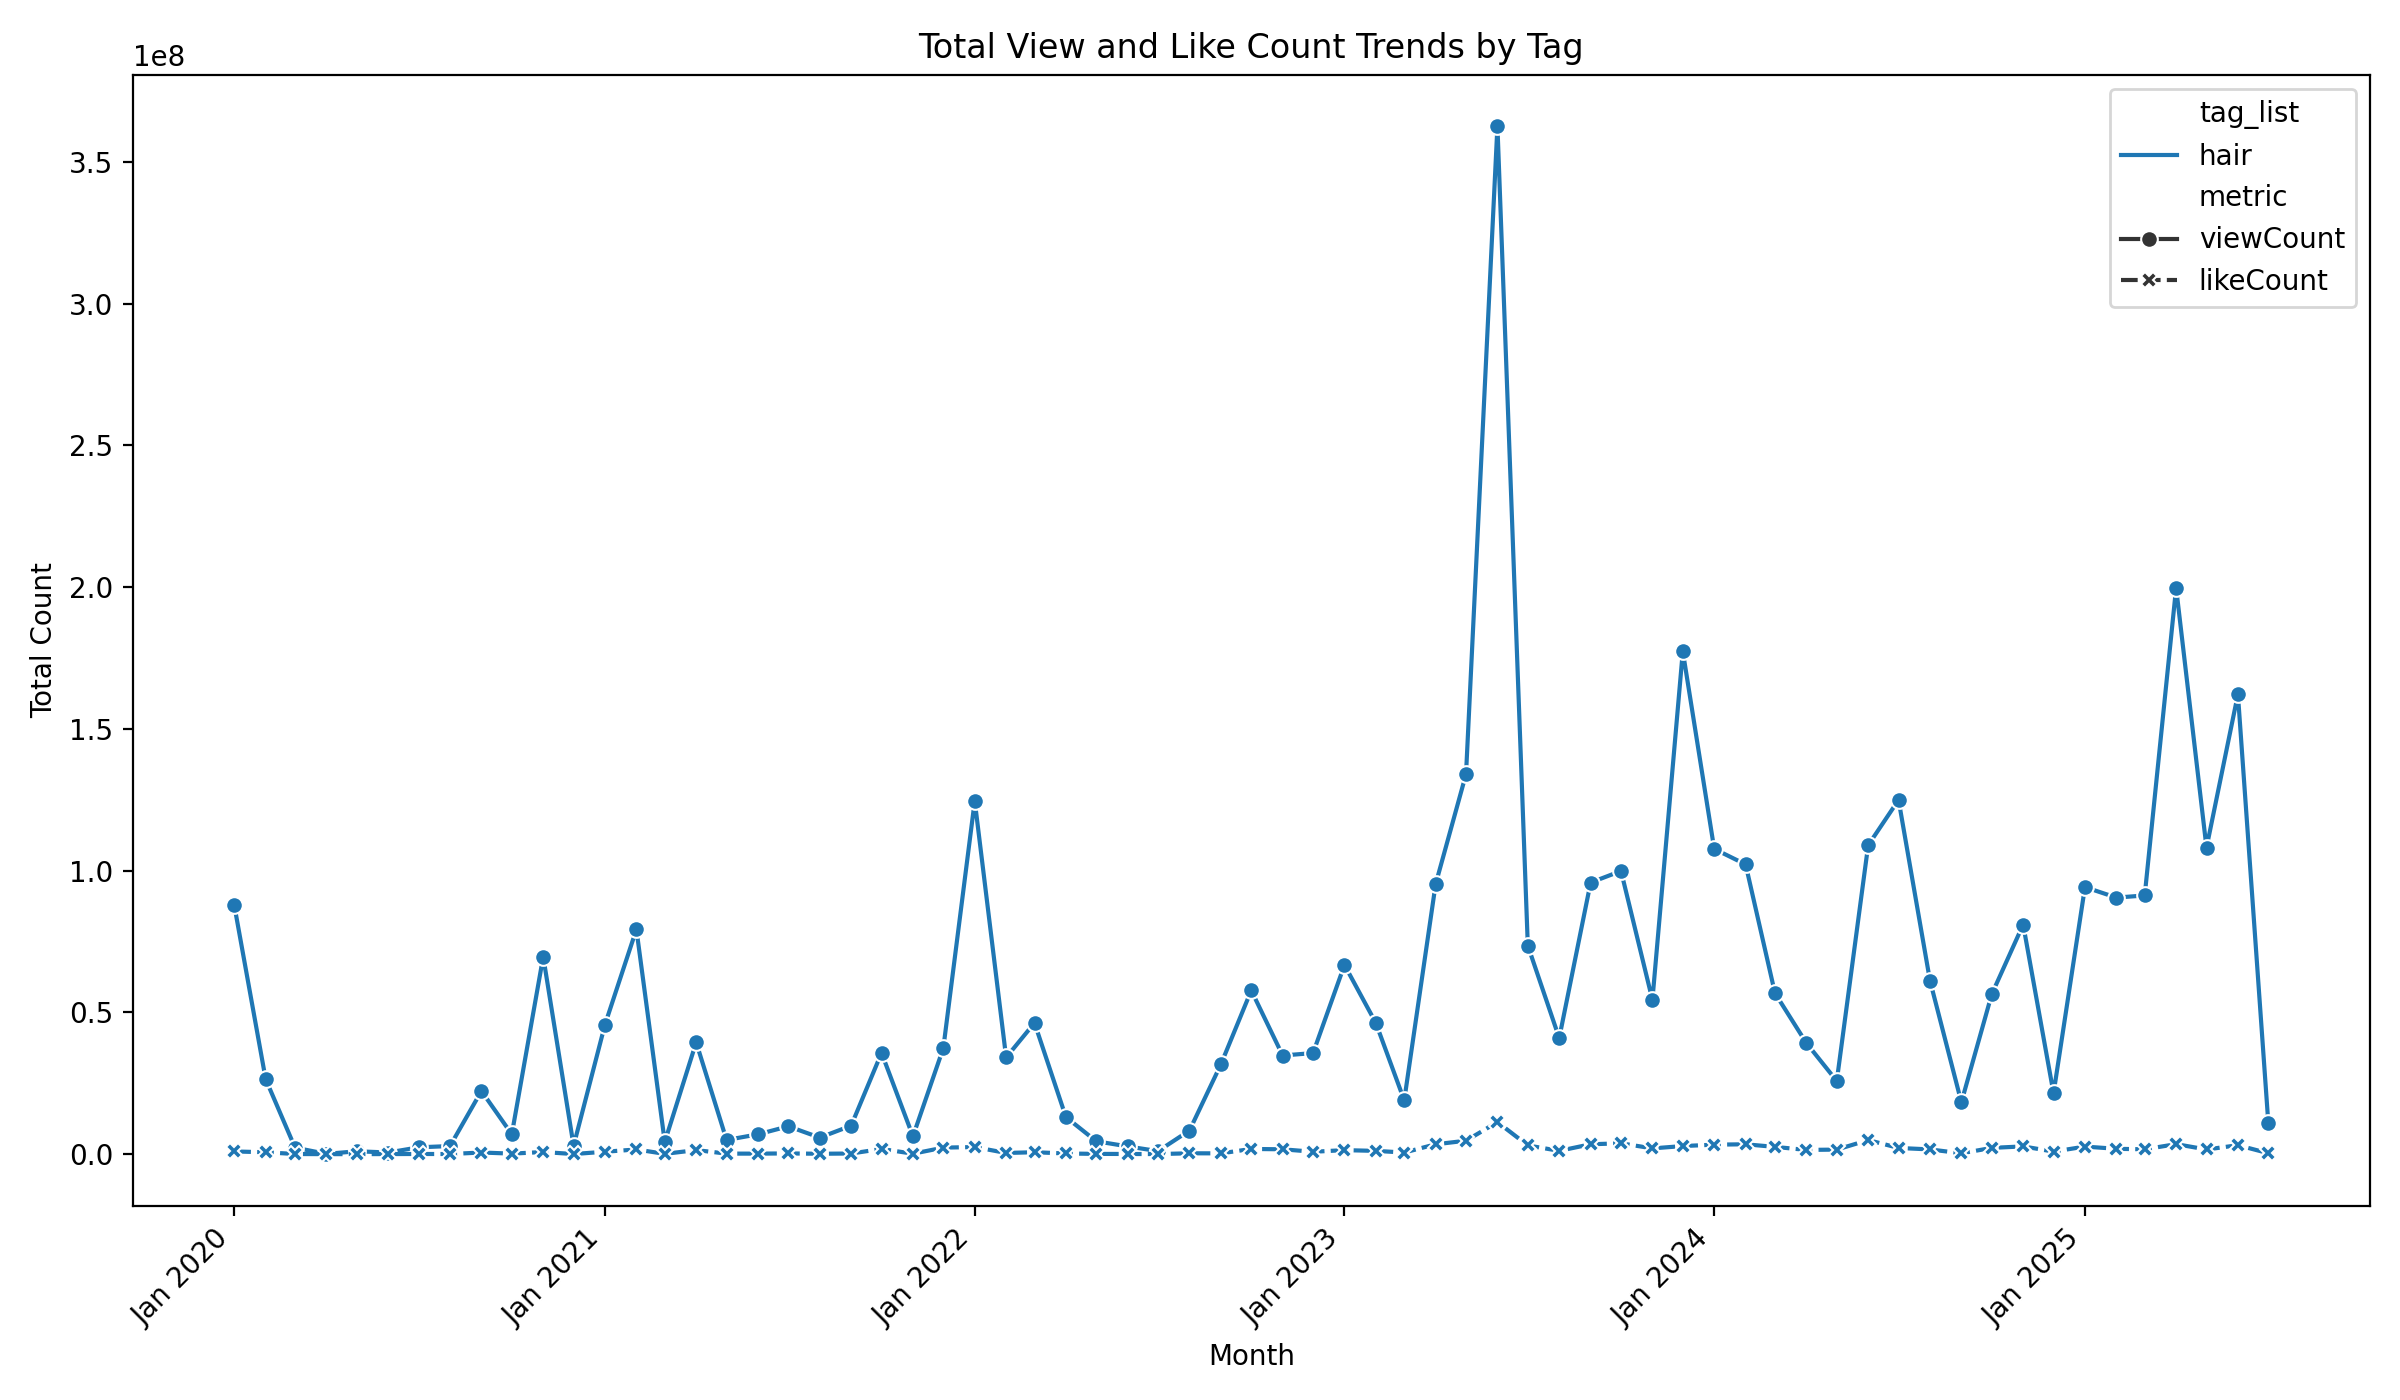 Total View and Like Count Trends by Tag
1e8
3.5
3.0
2.5
2.0
1.5
1.0
0.5
0.0
Total Count
tag_list
hair
metric
viewCount
likeCount
Jan 2020
Jan 2021
Jan 2022
Jan 2023
Jan 2024
Jan 2025
Month